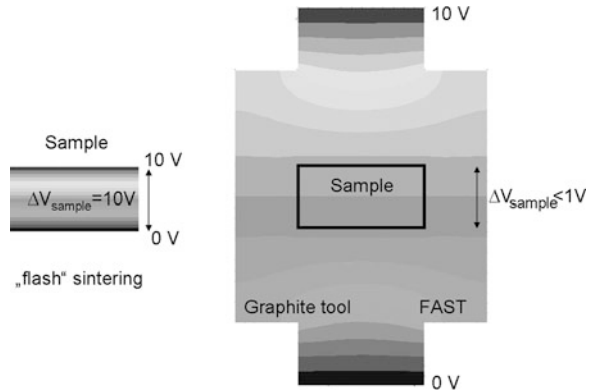 Sample
10 V
ΔVsample=10V
0 V
„flash“ sintering
10 V
Sample
ΔVsample<1V
Graphite tool
FAST
0 V